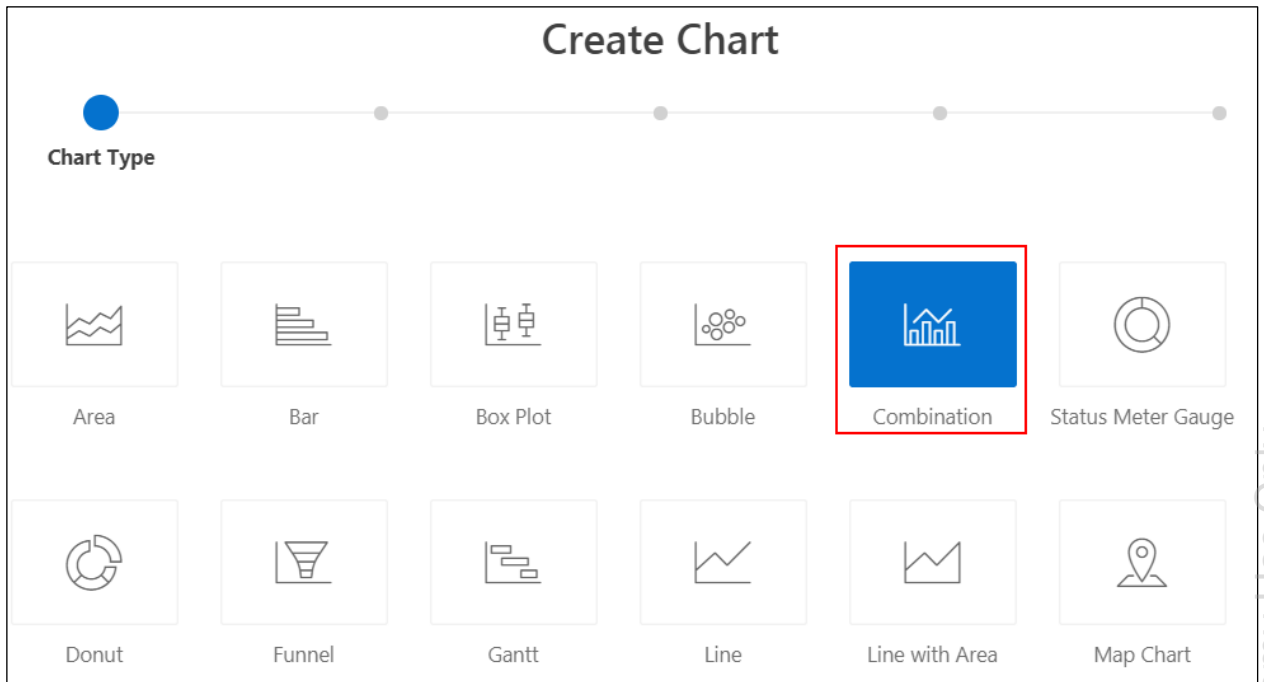 Create Chart
Chart Type
Area
Bar
Box Plot
Bubble
Combination
Status Meter Gauge
Donut
Funnel
Gantt
Line
Line with Area
Map Chart